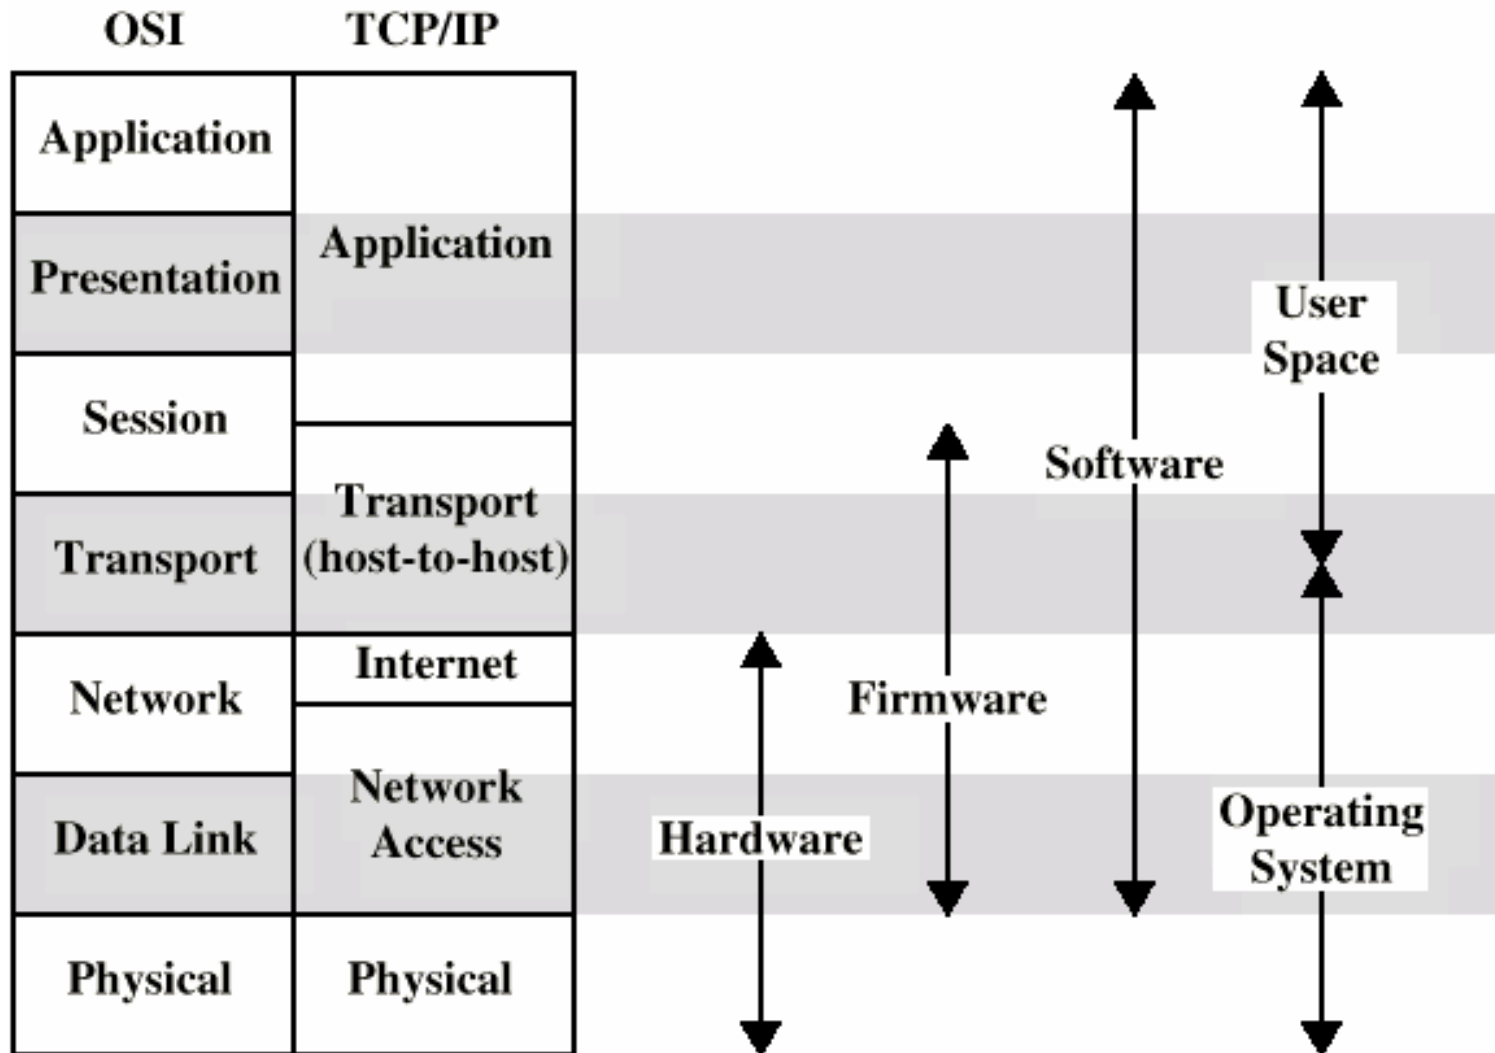 OSI
TCP/IP
Application
Presentation
Session
Transport
Network
Data Link
Physical
Application
Transport
(host-to-host)
Internet
Network
Access
Physical
Hardware
Firmware
Software
User
Space
Operating
System